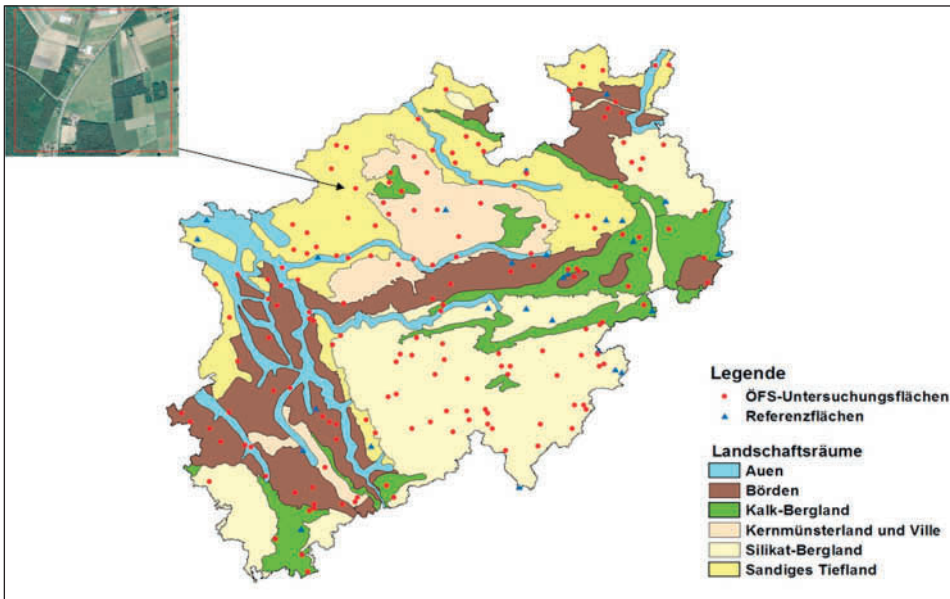 Legende
ÖFS-Untersuchungsflächen
Referenzflächen
Landschaftsräume
Auen
Börden
Kalk-Bergland
Kernmünsterland und Ville
Silikat-Bergland
Sandiges Tiefland